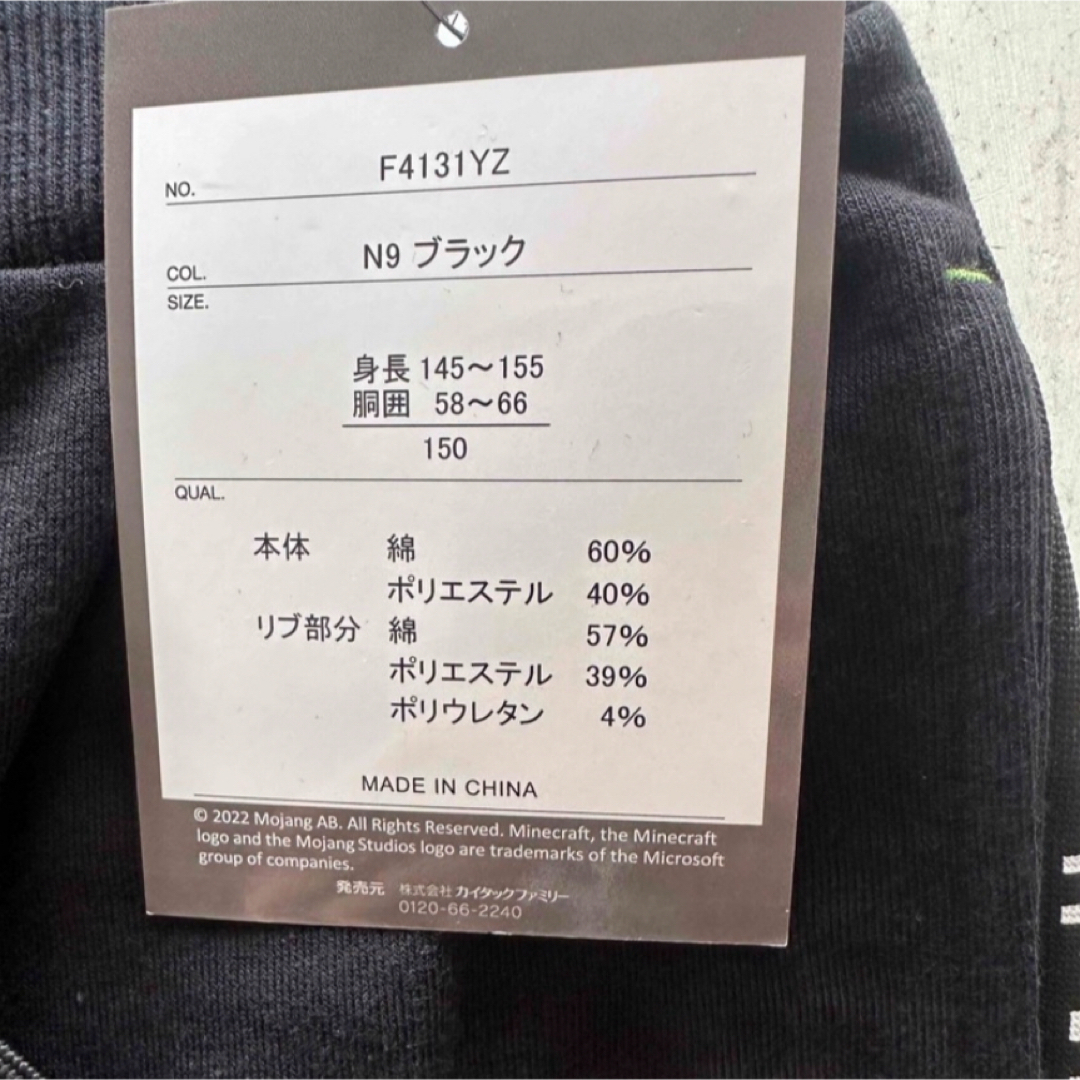 NO. F4131YZ
COL. N9 ブラック
SIZE.
身長 145～155
胴囲 58～66
150
QUAL.
本体 綿 60%
ポリエステル 40%
リブ部分 綿 57%
ポリエステル 39%
ポリウレタン 4%
MADE IN CHINA
© 2022 Mojang AB. All Rights Reserved. Minecraft, the Minecraft
logo and the Mojang Studios logo are trademarks of the Microsoft
group of companies.
発売元 株式会社 カイタックファミリー
0120-66-2240